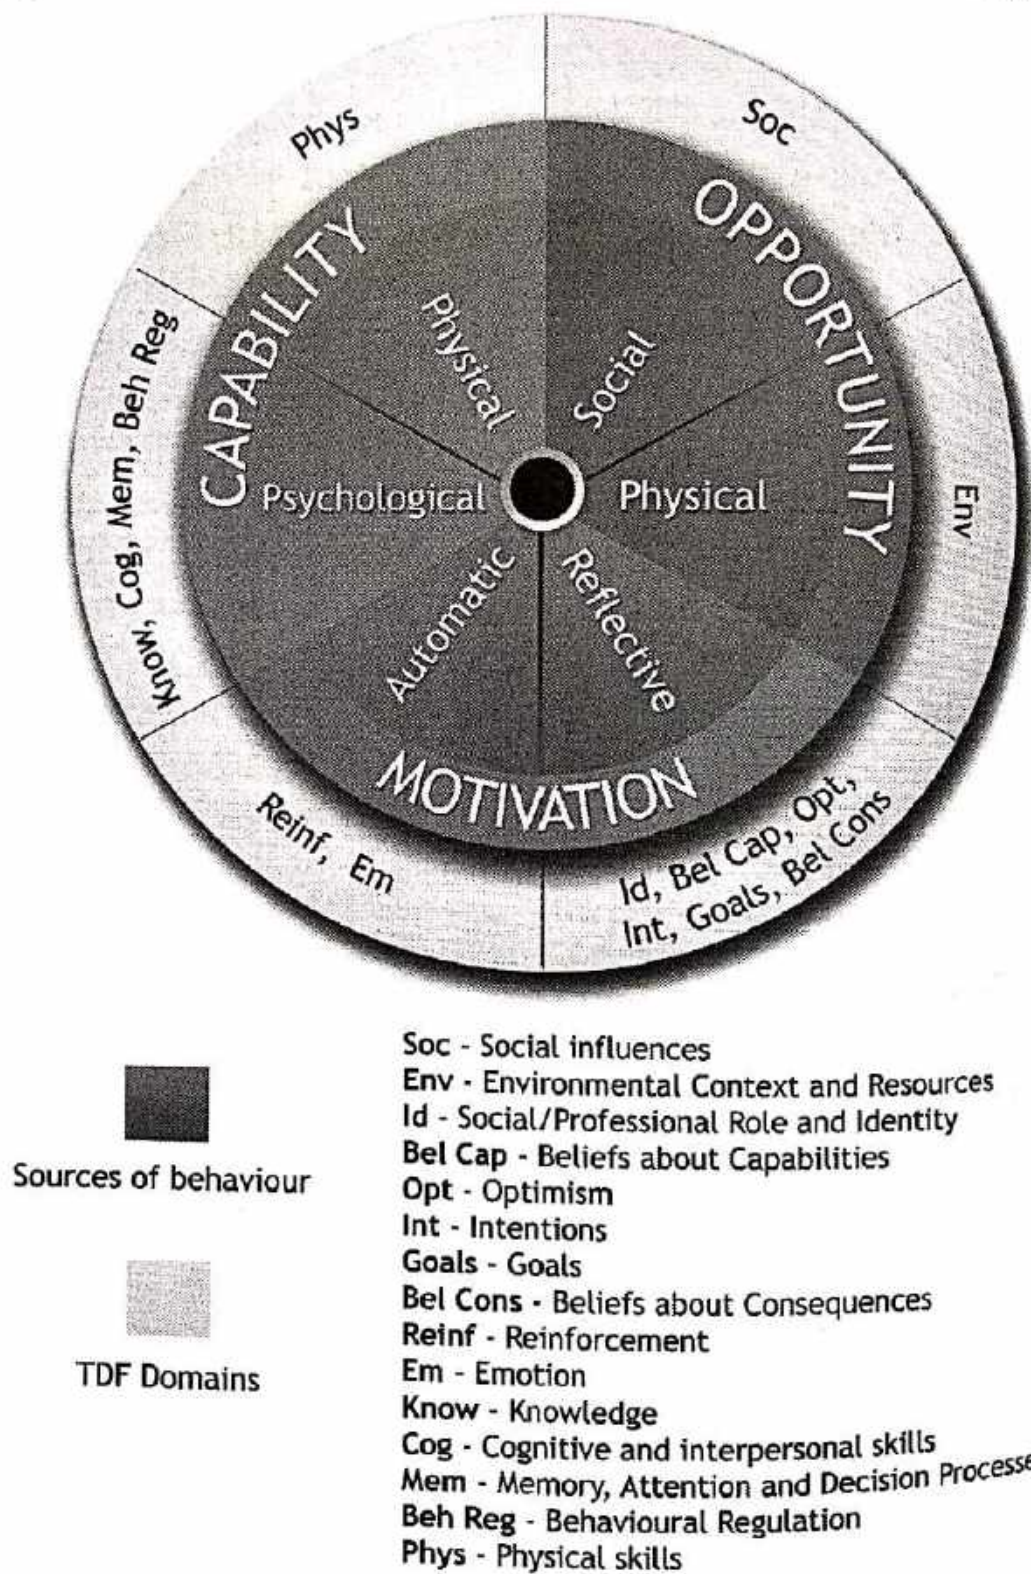 Phys
Soc
CAPABILITY
OPPORTUNITY
Physical
Social
Know, Cog, Mem, Beh Reg
Psychological
Physical
Env
Automatic
Reflective
MOTIVATION
Reinf, Em
Id, Bel Cap, Opt,
Int, Goals, Bel Cons
Sources of behaviour
TDF Domains
Soc - Social influences
Env - Environmental Context and Resources
Id - Social/Professional Role and Identity
Bel Cap - Beliefs about Capabilities
Opt - Optimism
Int - Intentions
Goals - Goals
Bel Cons - Beliefs about Consequences
Reinf - Reinforcement
Em - Emotion
Know - Knowledge
Cog - Cognitive and interpersonal skills
Mem - Memory, Attention and Decision Processe
Beh Reg - Behavioural Regulation
Phys - Physical skills